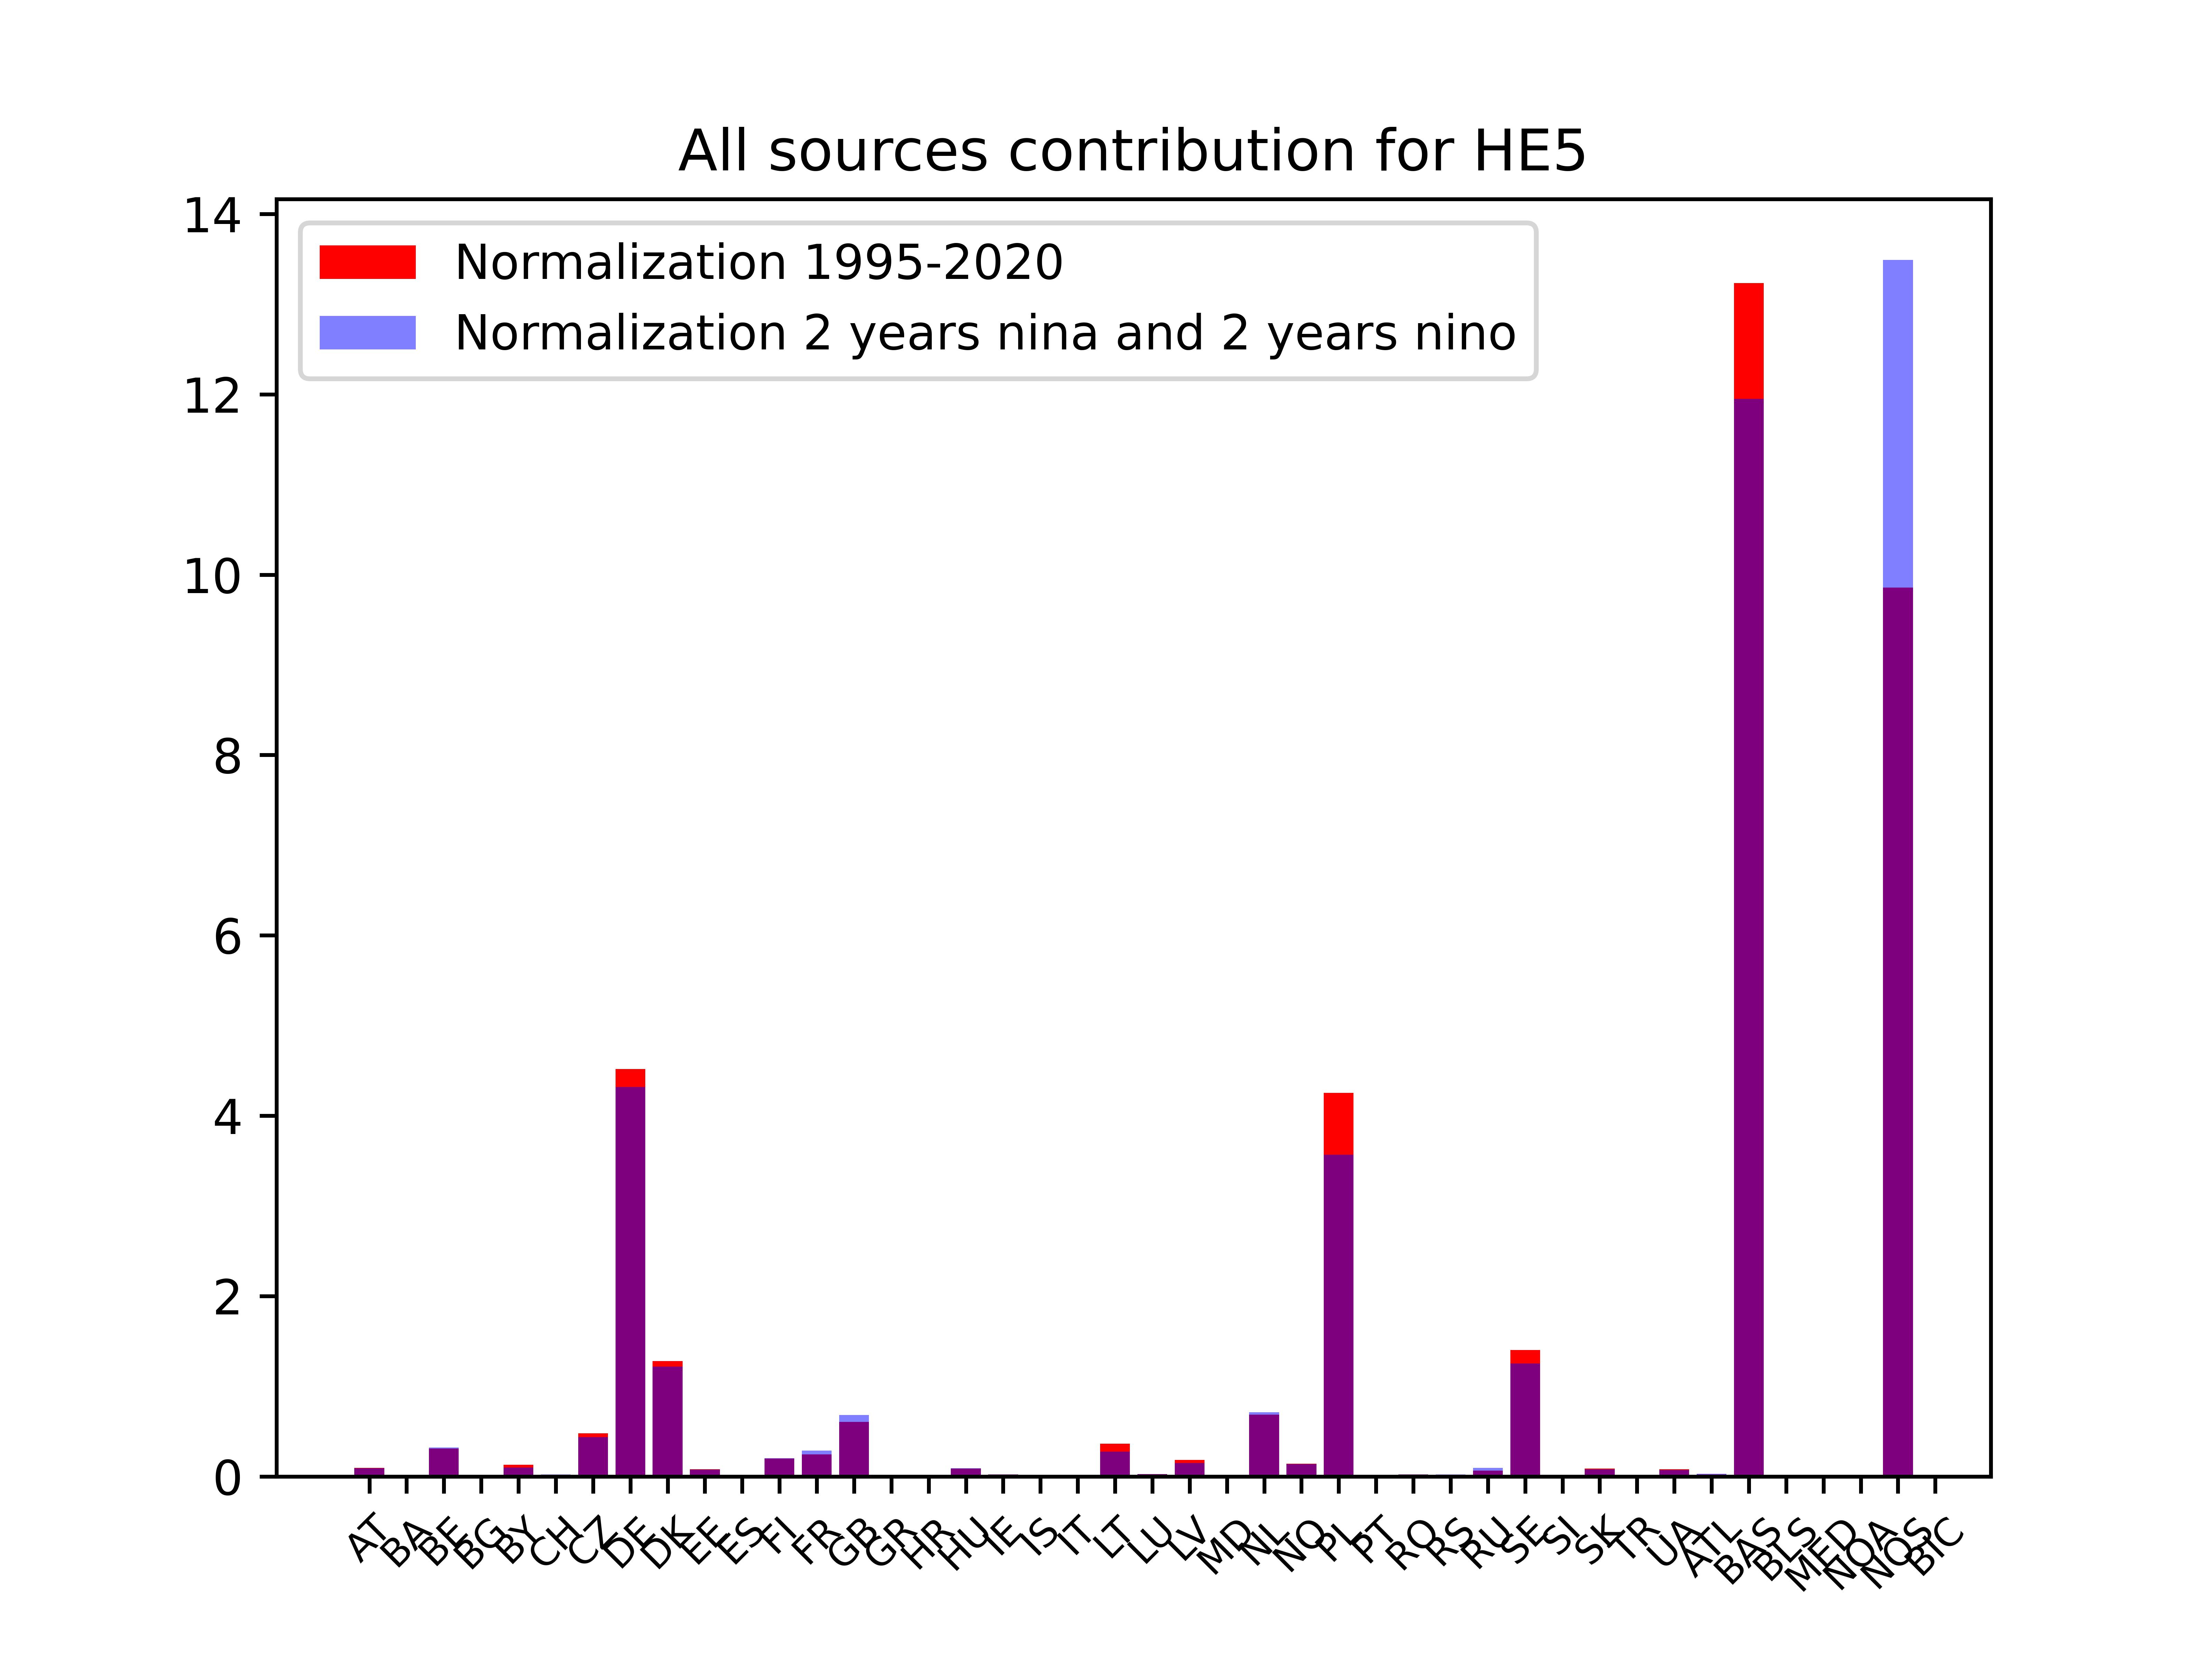 All sources contribution for HE5
Normalization 1995-2020
Normalization 2 years nina and 2 years nino
14
12
10
8
6
4
2
0
AT
BA
BE
BG
BY
CH
CZ
DE
DK
EE
ES
FI
FR
GB
GR
HR
HU
IE
IS
IT
LT
LU
LV
MD
NL
NO
PL
PT
RO
RS
RU
SE
SI
SK
TR
UA
ATL
BAS
BLS
MED
NOA
NOS
BIC